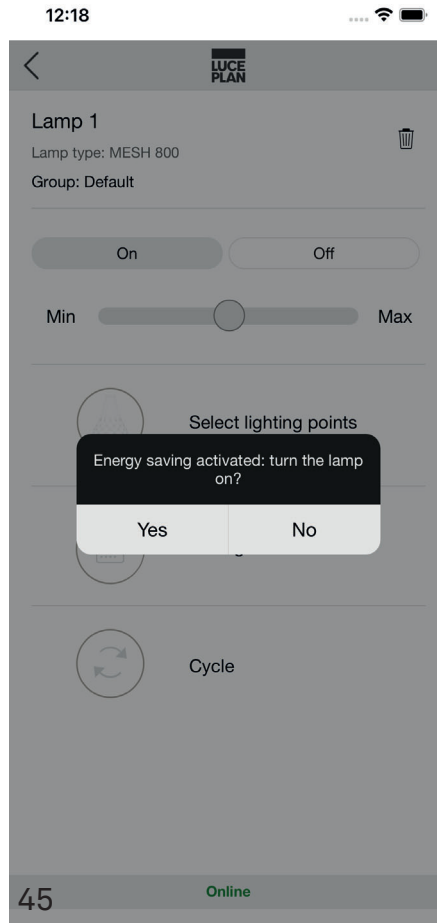 12:18
LUCE
PLAN
Lamp 1
Lamp type: MESH 800
Group: Default
On Off
Min Max
Select lighting points
Energy saving activated: turn the lamp
on?
Yes No
Cycle
Online
45